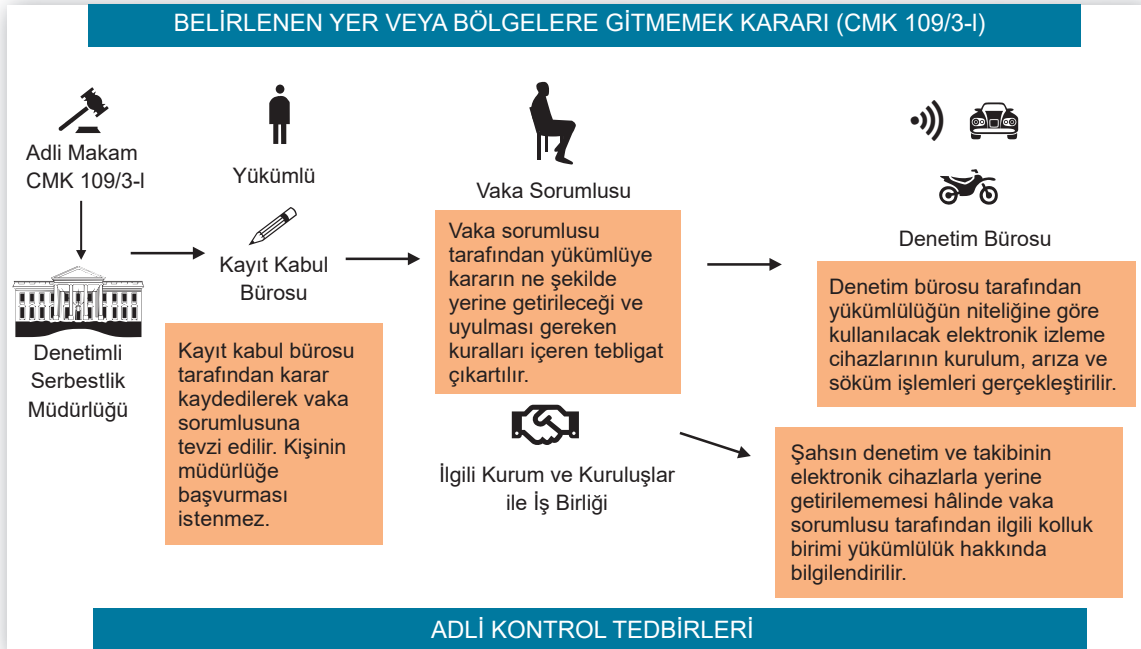 BELİRLENEN YER VEYA BÖLGELERE GİTMEMEK KARARI (CMK 109/3-l)
Adli Makam
CMK 109/3-l
Denetimli
Serbestlik
Müdürlüğü
Yükümlü
Kayıt Kabul
Bürosu
Kayıt kabul bürosu
tarafından karar
kaydedilerek vaka
sorumlusuna
tevzi edilir. Kişinin
müdürlüğe
başvurması
istenmez.
Vaka Sorumlusu
Vaka sorumlusu
tarafından yükümlüye
kararın ne şekilde
yerine getirileceği ve
uyulması gereken
kuralları içeren tebligat
çıkartılır.
İlgili Kurum ve Kuruluşlar
ile İş Birliği
Denetim Bürosu
Denetim bürosu tarafından
yükümlülüğün niteliğine göre
kullanılacak elektronik izleme
cihazlarının kurulum, arıza ve
söküm işlemleri gerçekleştirilir.
Şahsın denetim ve takibinin
elektronik cihazlarla yerine
getirilememesi hâlinde vaka
sorumlusu tarafından ilgili kolluk
birimi yükümlülük hakkında
bilgilendirilir.
ADLİ KONTROL TEDBİRLERİ